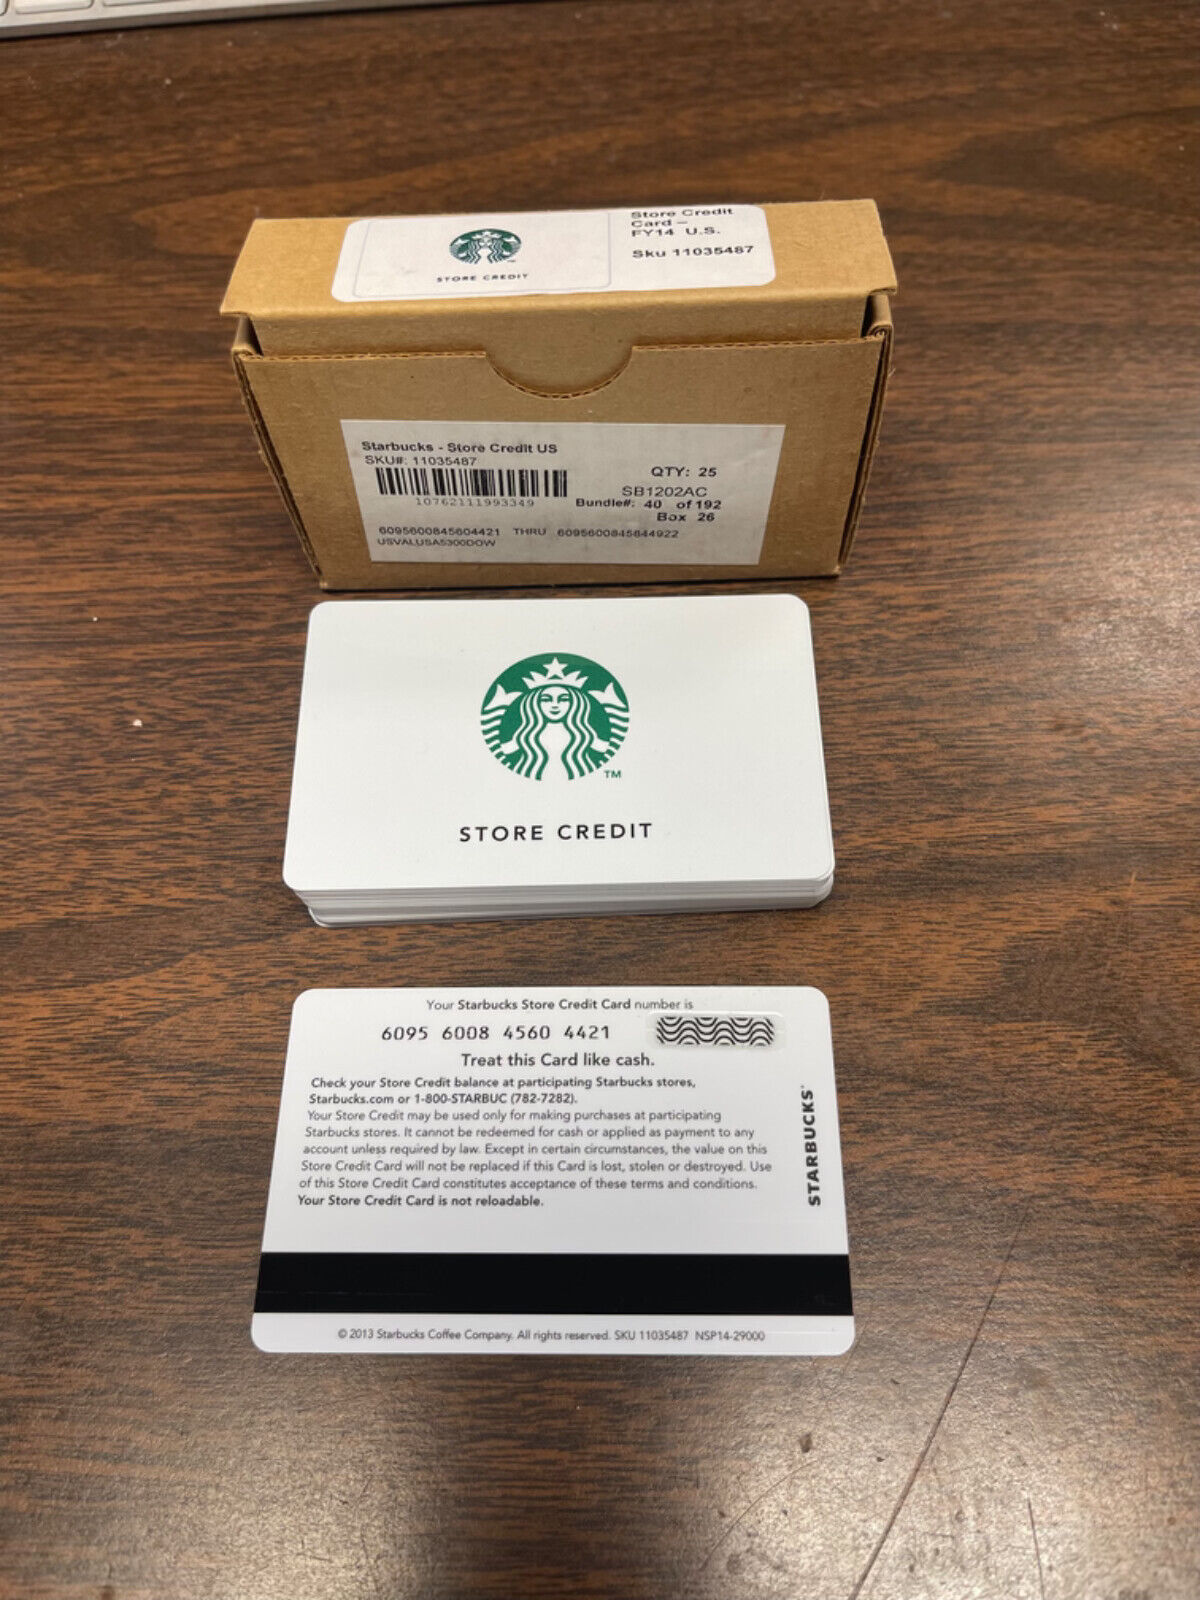 Store Credit
Card –
FY14 U.S.
Sku 11035487
STORE CREDIT
Starbucks - Store Credit US
SKU#: 11035487
QTY: 25
10762111993349
SB1202AC
Bundle#: 40 of 192
Box 26
6095600845604421 THRU 6095600845644922
USVALUSA5300DOW
TM
STORE CREDIT
Your Starbucks Store Credit Card number is
6095 6008 4560 4421
Treat this Card like cash.
Check your Store Credit balance at participating Starbucks stores,
Starbucks.com or 1-800-STARBUC (782-7282).
Your Store Credit may be used only for making purchases at participating
Starbucks stores. It cannot be redeemed for cash or applied as payment to any
account unless required by law. Except in certain circumstances, the value on this
Store Credit Card will not be replaced if this Card is lost, stolen or destroyed. Use
of this Store Credit Card constitutes acceptance of these terms and conditions.
Your Store Credit Card is not reloadable.
STARBUCKS
© 2013 Starbucks Coffee Company. All rights reserved. SKU 11035487 NSP14-29000